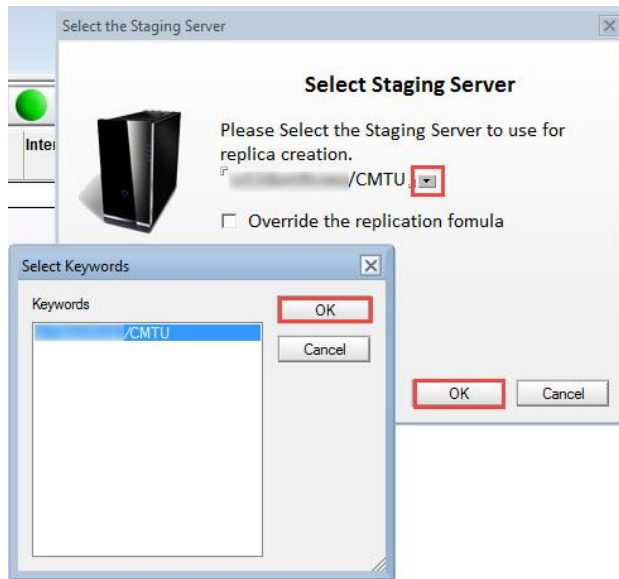 Select the Staging Server
Select Staging Server
Inter
Please Select the Staging Server to use for
replica creation.
/CMTU
Override the replication fomula
Select Keywords
Keywords
OK
/CMTU
Cancel
OK
Cancel